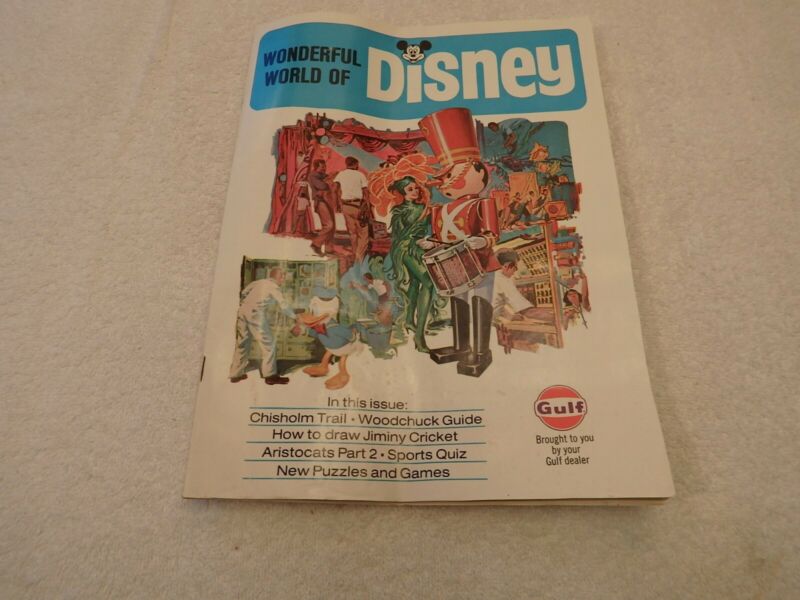 WONDERFUL
WORLD OF
Disney
K
In this issue:
Chisholm Trail • Woodchuck Guide
How to draw Jiminy Cricket
Aristocats Part 2 • Sports Quiz
New Puzzles and Games
Gulf
Brought to you
by your
Gulf dealer